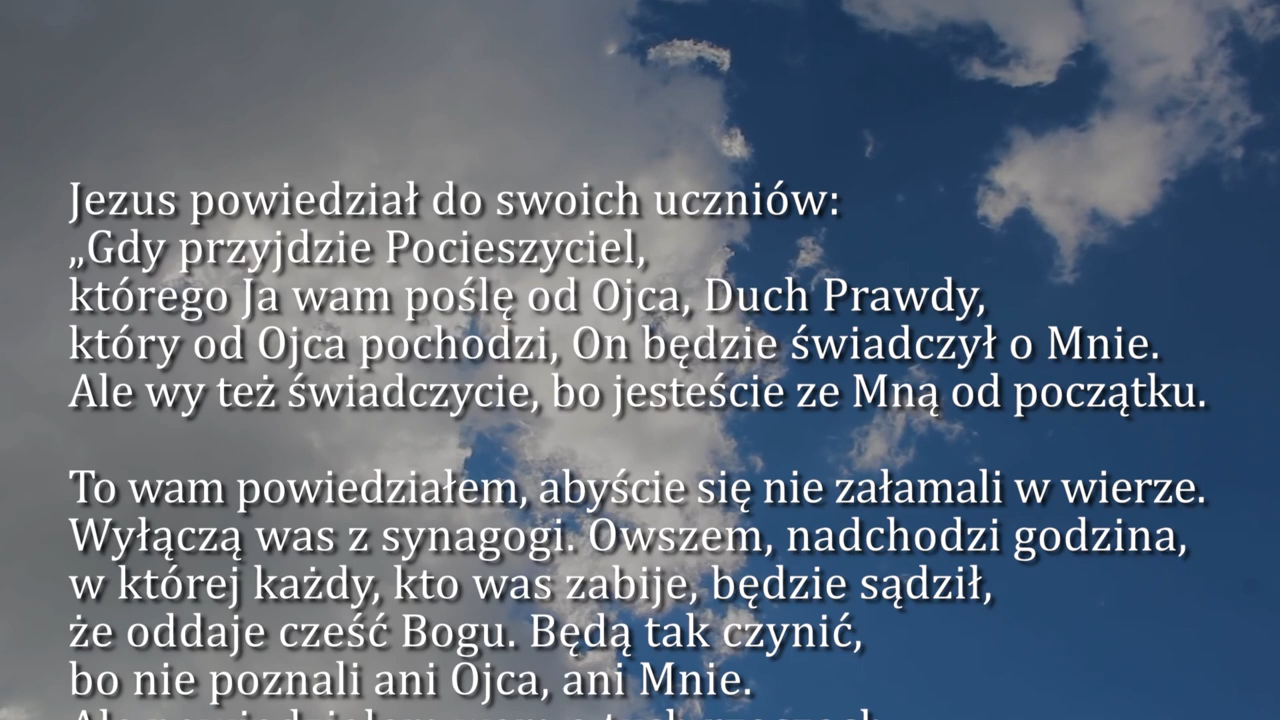 Jezus powiedział do swoich uczniów:
„Gdy przyjdzie Pocieszyciel,
którego Ja wam poślę od Ojca, Duch Prawdy,
który od Ojca pochodzi, On będzie świadczył o Mnie.
Ale wy też świadczycie, bo jesteście ze Mną od początku.
To wam powiedziałem, abyście się nie załamali w wierze.
Wyłączą was z synagogi. Owszem, nadchodzi godzina,
w której każdy, kto was zabije, będzie sądził,
że oddaje cześć Bogu. Będą tak czynić,
bo nie poznali ani Ojca, ani Mnie.